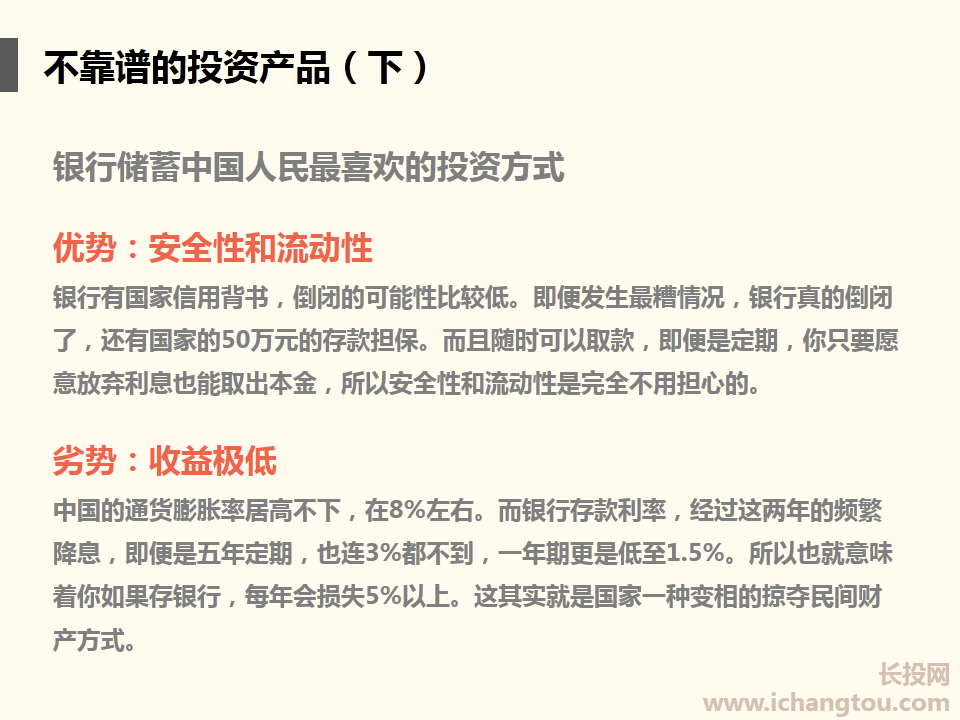 不靠谱的投资产品（下）
银行储蓄中国人民最喜欢的投资方式
优势：安全性和流动性
银行有国家信用背书，倒闭的可能性比较低。即便发生最糟情况，银行真的倒闭
了，还有国家的50万元的存款担保。而且随时可以取款，即便是定期，你只要愿
意放弃利息也能取出本金，所以安全性和流动性是完全不用担心的。
劣势：收益极低
中国的通货膨胀率居高不下，在8%左右。而银行存款利率，经过这两年的频繁
降息，即便是五年定期，也连3%都不到，一年期更是低至1.5%。所以也就意味
着你如果存银行，每年会损失5%以上。这其实就是国家一种变相的掠夺民间财
产方式。
长投网
www.ichangtou.com